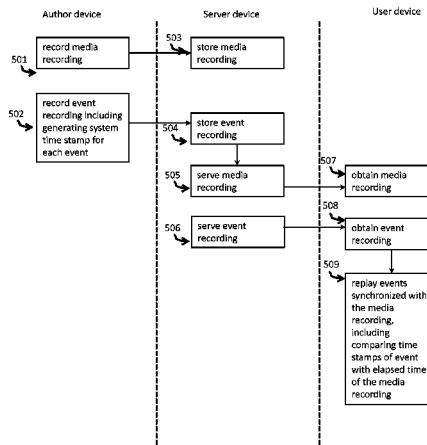 Author device
Server device
User device
record media
recording
501
503
store media
recording
record event
recording including
generating system
time stamp for
each event
502
store event
recording
504
serve media
recording
505
507
obtain media
recording
serve event
recording
506
508
obtain event
recording
509
replay events
synchronized with
the media
recording,
including
comparing time
stamps of event
with elapsed time
of the media
recording